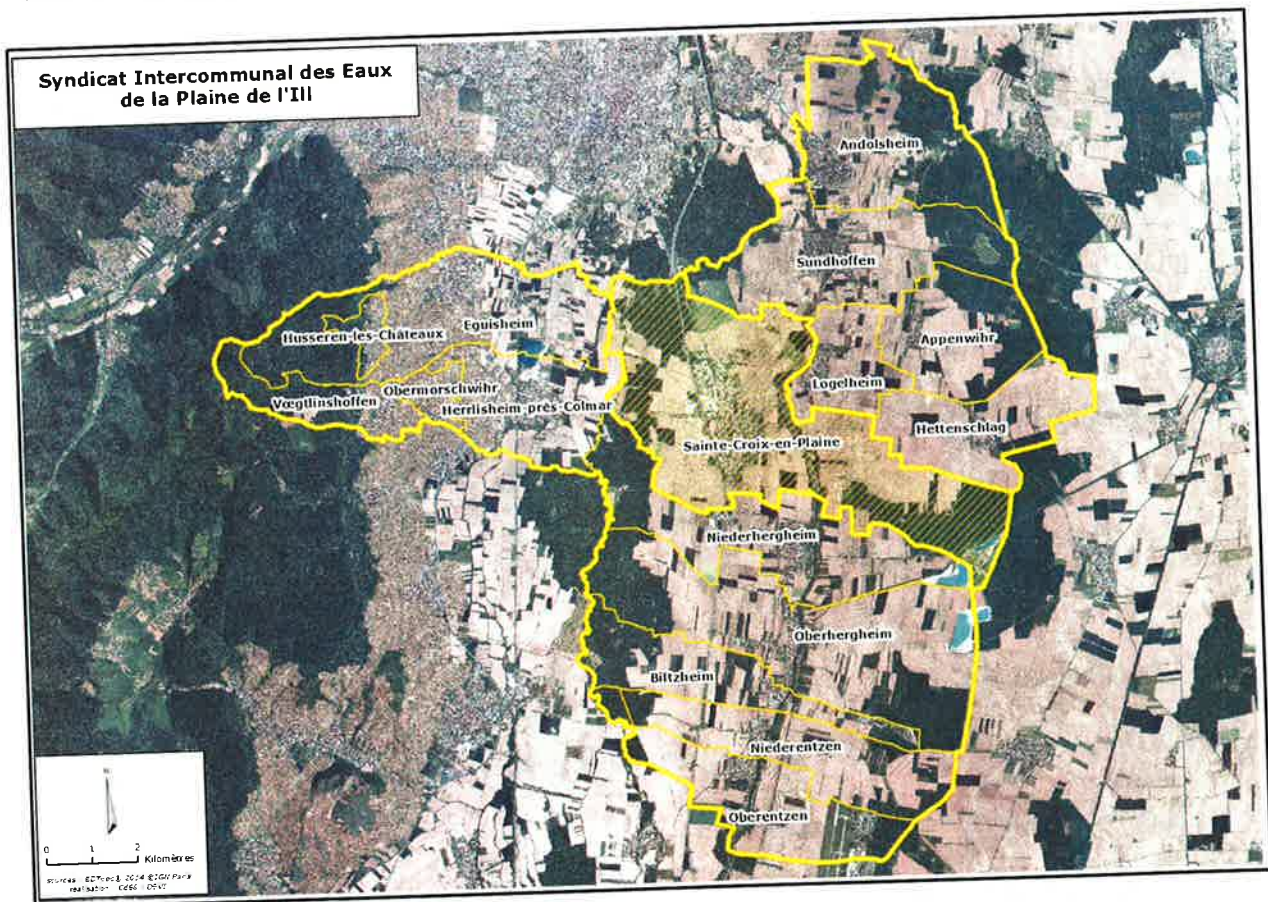 Syndicat Intercommunal des Eaux
de la Plaine de l'Ill
Andolsheim
Sundhoffen
Eguisheim
Husseren-les-Châteaux
Appenwihr
Logelheim
Obermorschwihr
Vœgtlinshoffen
Herrlisheim-près-Colmar
Hettenschlag
Sainte-Croix-en-Plaine
Niederhergheim
Oberhergheim
Biltzheim
Niederentzen
Oberentzen
0 1 2 Kilomètres